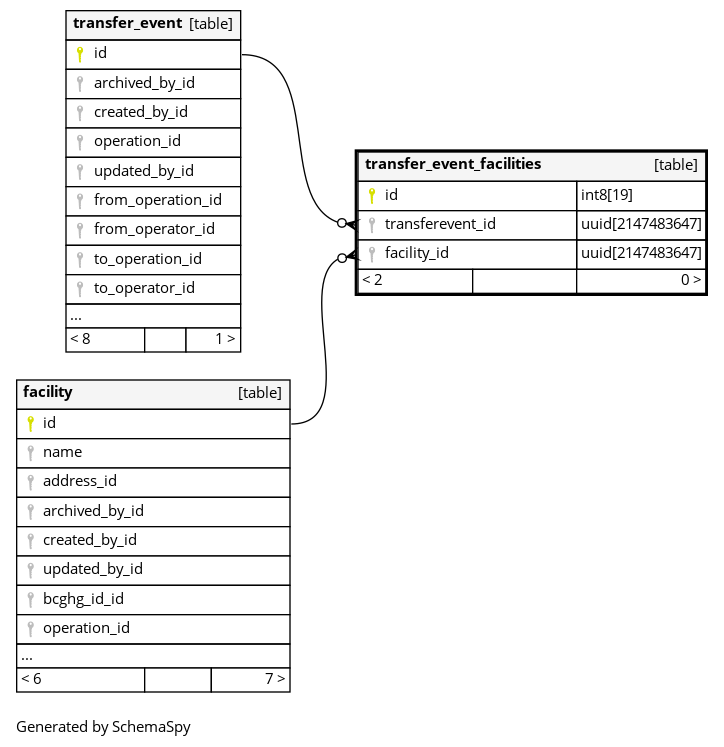 transfer_event [table]
id
archived_by_id
created_by_id
operation_id
updated_by_id
from_operation_id
from_operator_id
to_operation_id
to_operator_id
...
< 8 1 >
transfer_event_facilities [table]
id int8[19]
transferevent_id uuid[2147483647]
facility_id uuid[2147483647]
< 2 0 >
facility [table]
id
name
address_id
archived_by_id
created_by_id
updated_by_id
bcghg_id_id
operation_id
...
< 6 7 >
Generated by SchemaSpy